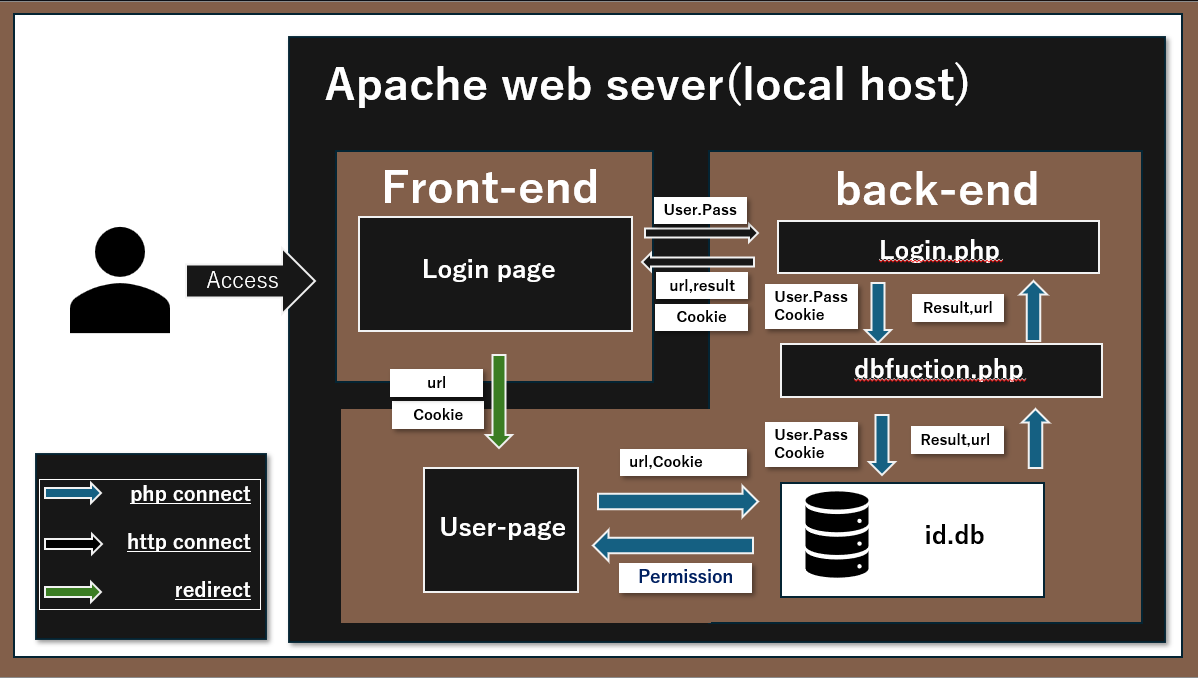 Apache web sever(local host)
Front-end
back-end
Access
Login page
User.Pass
url,result
Cookie
Login.php
User.Pass
Cookie
Result,url
dbfuction.php
url
Cookie
User.Pass
Cookie
Result,url
url,Cookie
User-page
Permission
id.db
php connect
http connect
redirect